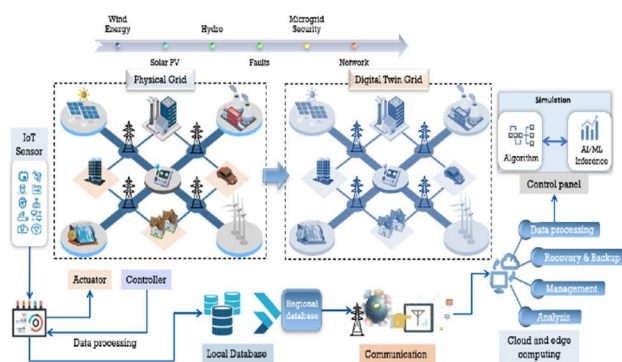 Wind
Energy
Solar PV
Hydro
Faults
Microgrid
Security
Network
Physical Grid
Digital Twin Grid
Simulation
Algorithm
AI/ML
Inference
Control panel
IoT
Sensor
Actuator
Controller
Data processing
Local Database
Regional
database
Communication
Data processing
Recovery & Backup
Management
Analysis
Cloud and edge
computing